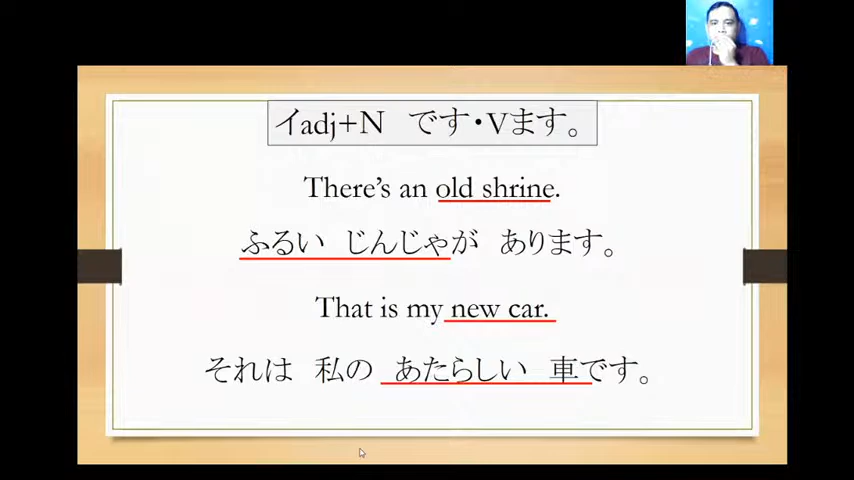 イadj+N です・Vます。
There's an old shrine.
ふるい じんじゃが あります。
That is my new car.
それは 私の あたらしい 車です。